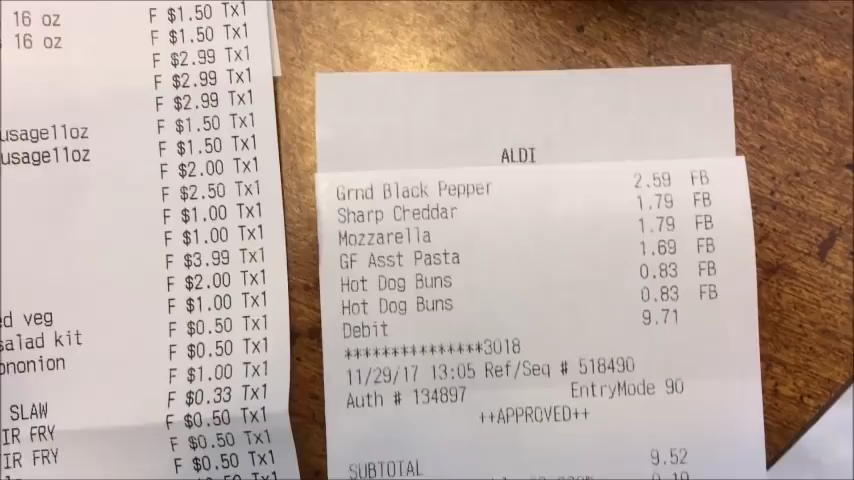 16 oz F $1.50 Tx1
16 oz F $1.50 Tx1
F $2.99 Tx1
F $2.99 Tx1
F $2.99 Tx1
usage11oz F $1.50 Tx1
usage11oz F $1.50 Tx1
F $2.00 Tx1
F $2.50 Tx1
F $1.00 Tx1
F $1.00 Tx1
F $3.99 Tx1
F $2.00 Tx1
F $1.00 Tx1
ed veg F $0.50 Tx1
salad kit F $0.50 Tx1
onion F $1.00 Tx1
F $0.33 Tx1
SLAW F $0.50 Tx1
IR FRY F $0.50 Tx1
IR FRY F $0.50 Tx1
ALDI
Grnd Black Pepper 2.59 FB
Sharp Cheddar 1.79 FB
Mozzarella 1.79 FB
GF Asst Pasta 1.69 FB
Hot Dog Buns 0.83 FB
Hot Dog Buns 0.83 FB
Debit 9.71
***************3018
11/29/17 13:05 Ref/Seq # 518490
Auth # 134897 EntryMode 90
++APPROVED++
SUBTOTAL 9.52